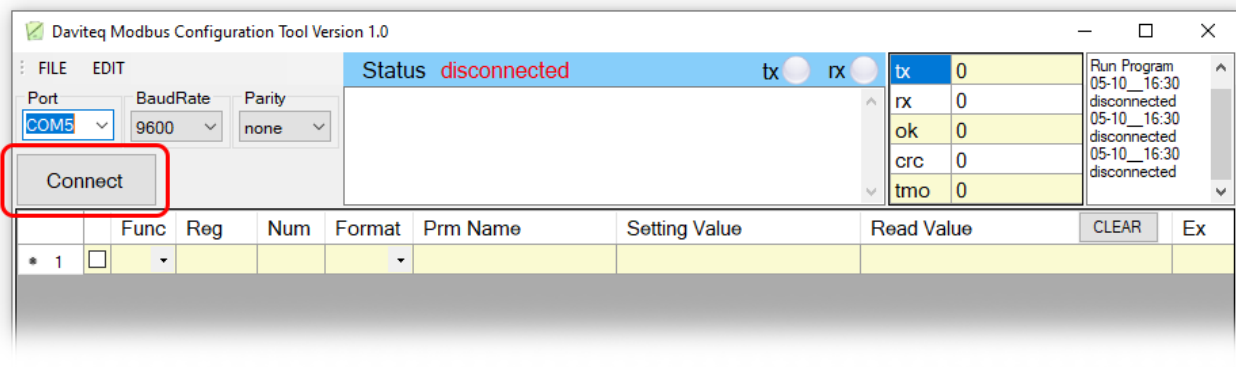 Daviteq Modbus Configuration Tool Version 1.0
FILE EDIT
Status disconnected tx rx
Port BaudRate Parity
COM5 9600 none
Connect
tx 0
rx 0
ok 0
crc 0
tmo 0
Run Program
05-10__16:30
disconnected
05-10__16:30
disconnected
05-10__16:30
disconnected
Func Reg Num Format Prm Name Setting Value Read Value CLEAR Ex
* 1